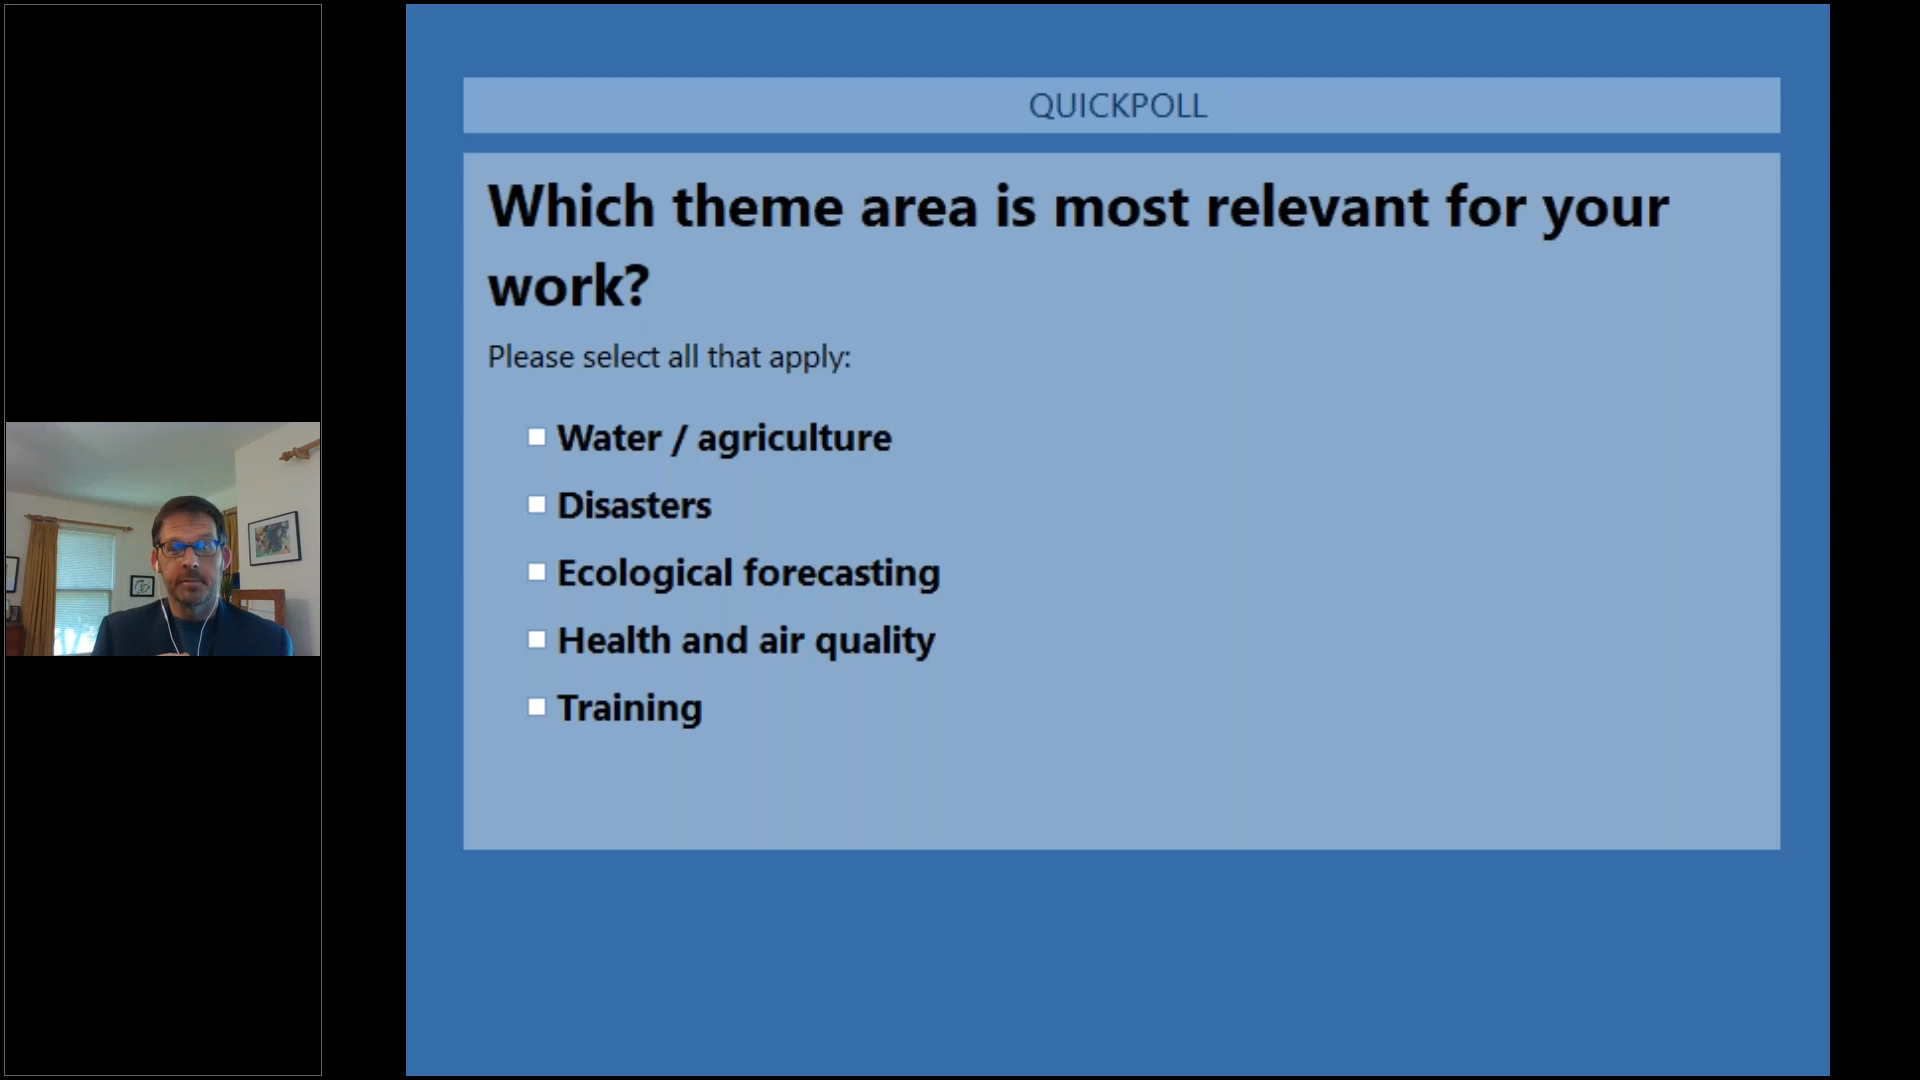 QUICKPOLL
Which theme area is most relevant for your
work?
Please select all that apply:
Water / agriculture
Disasters
Ecological forecasting
Health and air quality
Training